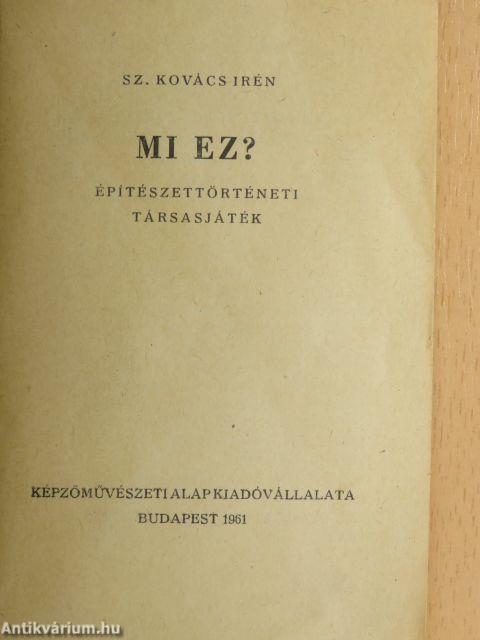 SZ. KOVÁCS IRÉN
MI EZ?
ÉPÍTÉSZETTÖRTÉNETI
TÁRSASJÁTÉK
KÉPZŐMŰVÉSZETI ALAP KIADÓVÁLLALATA
BUDAPEST 1961
Antikvárium.hu